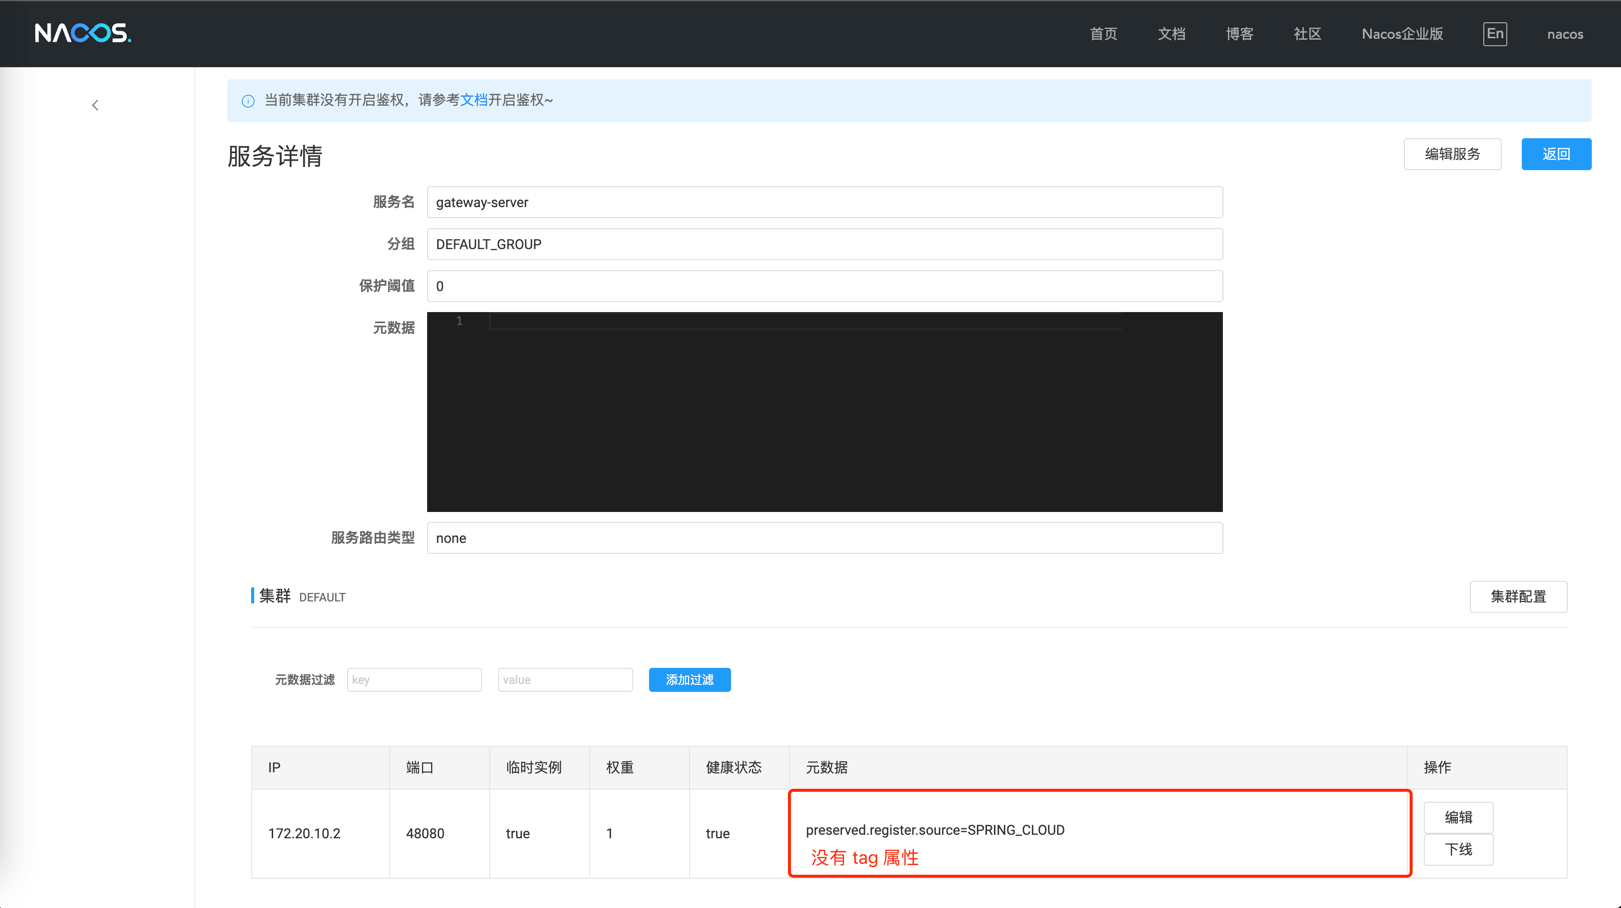 NACOS.
首页 文档 博客 社区 Nacos企业版 En nacos
当前集群没有开启鉴权，请参考文档开启鉴权~
服务详情
编辑服务 返回
服务名 gateway-server
分组 DEFAULT_GROUP
保护阈值 0
元数据 1
服务路由类型 none
集群 DEFAULT
集群配置
元数据过滤 key value 添加过滤
IP 端口 临时实例 权重 健康状态 元数据 操作
172.20.10.2 48080 true 1 true preserved.register.source=SPRING_CLOUD 编辑
没有 tag 属性 下线